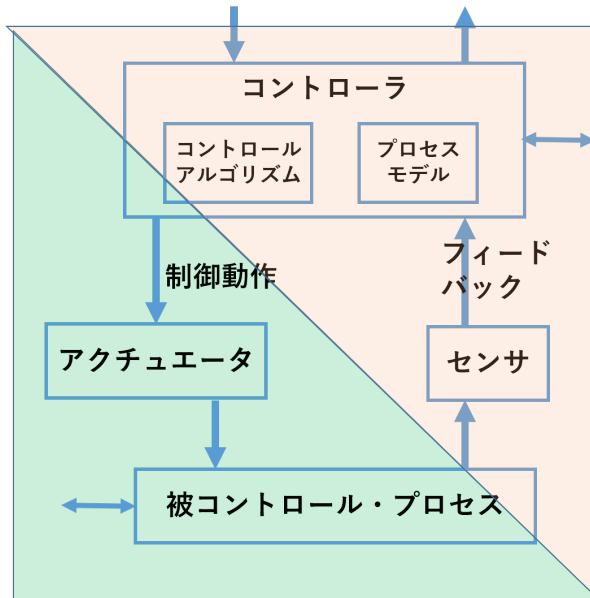 コントローラ
コントロール
アルゴリズム
プロセス
モデル
制御動作
フィード
バック
アクチュエータ
センサ
被コントロール・プロセス